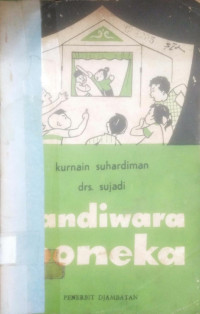 kurnain suhardiman
drs. sujadi
andiwara
oneka
PENERBIT DJAMBATAN